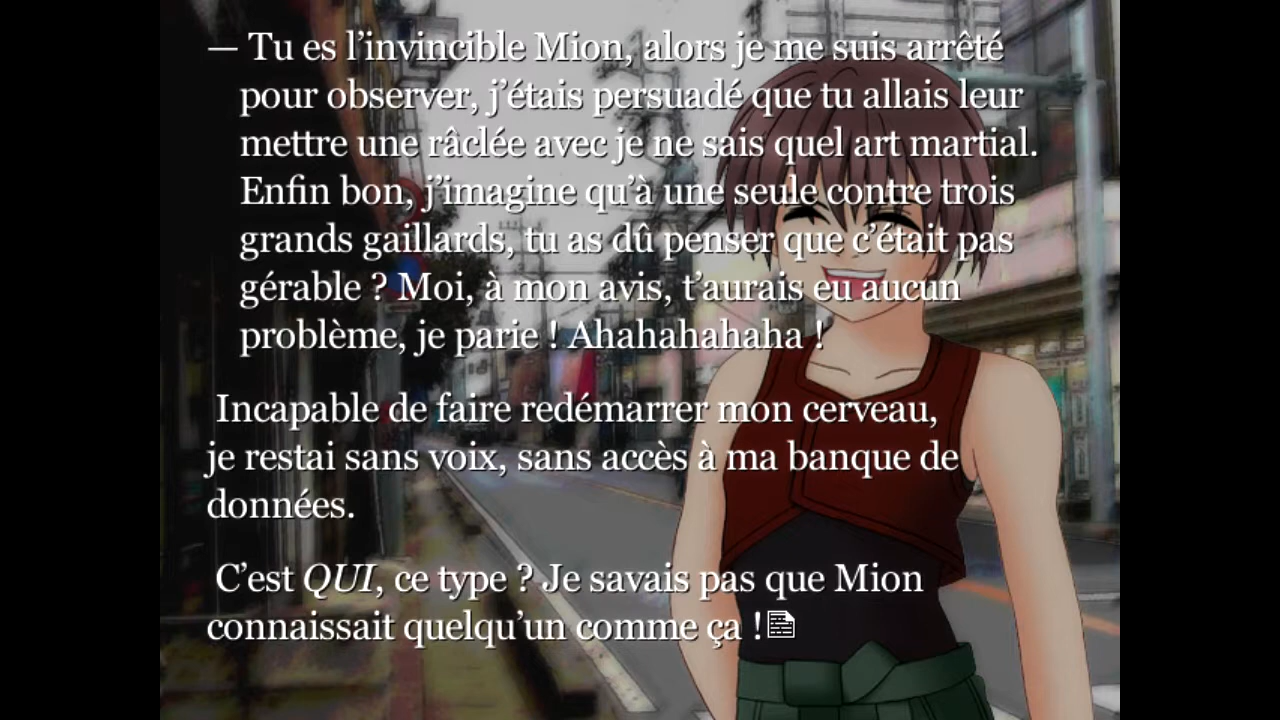 — Tu es l’invincible Mion, alors je me suis arrêté
pour observer, j’étais persuadé que tu allais leur
mettre une râclée avec je ne sais quel art martial.
Enfin bon, j’imagine qu’à une seule contre trois
grands gaillards, tu as dû penser que c’était pas
gérable ? Moi, à mon avis, t’aurais eu aucun
problème, je parie ! Ahahahahaha !
Incapable de faire redémarrer mon cerveau,
je restai sans voix, sans accès à ma banque de
données.
C’est QUI, ce type ? Je savais pas que Mion
connaissait quelqu’un comme ça !